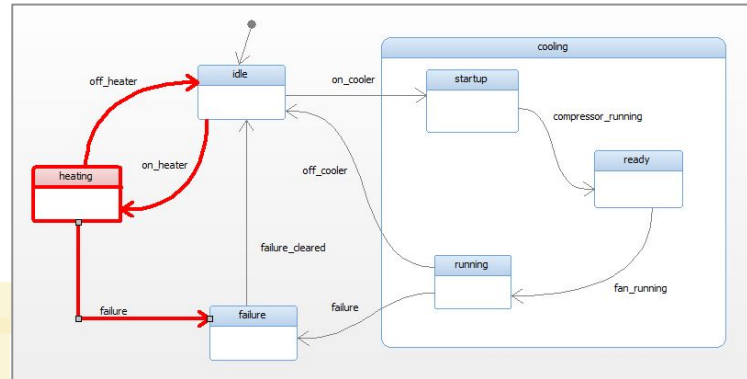 cooling
idle
startup
off_heater
on_cooler
compressor_running
on_heater
off_cooler
ready
heating
failure_cleared
running
fan_running
failure
failure
failure